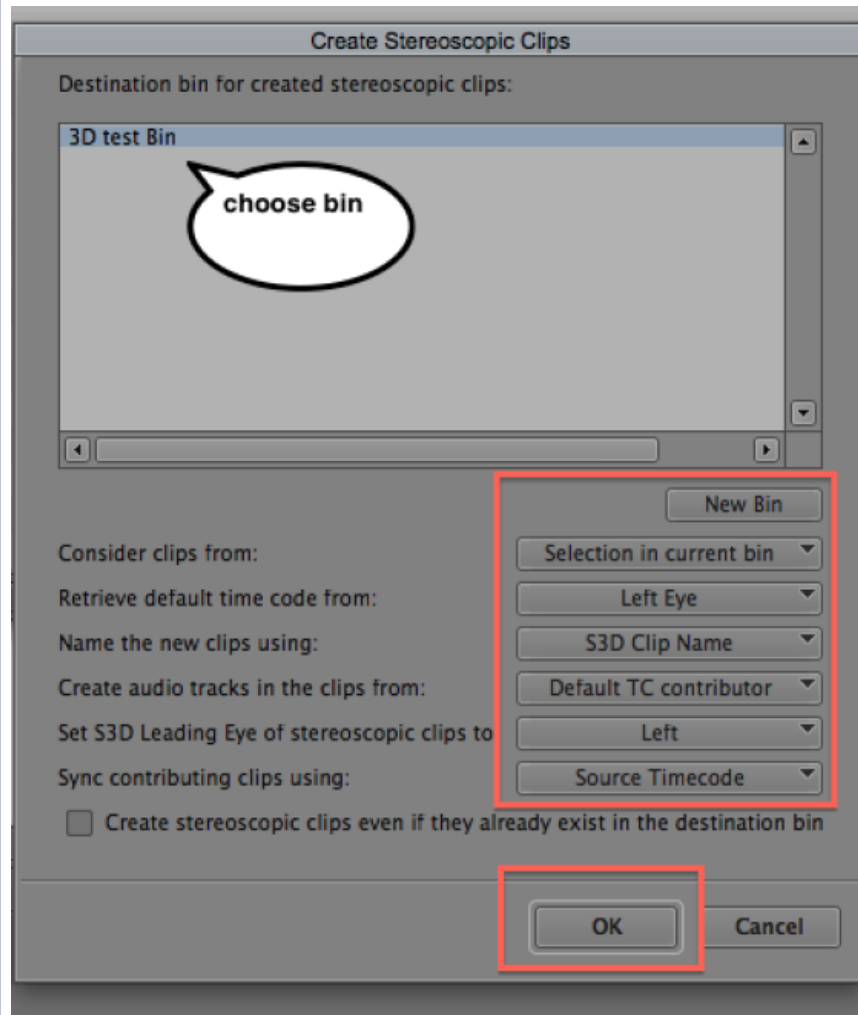 Create Stereoscopic Clips
Destination bin for created stereoscopic clips:
3D test Bin
choose bin
New Bin
Consider clips from: Selection in current bin
Retrieve default time code from: Left Eye
Name the new clips using: S3D Clip Name
Create audio tracks in the clips from: Default TC contributor
Set S3D Leading Eye of stereoscopic clips to Left
Sync contributing clips using: Source Timecode
Create stereoscopic clips even if they already exist in the destination bin
OK Cancel